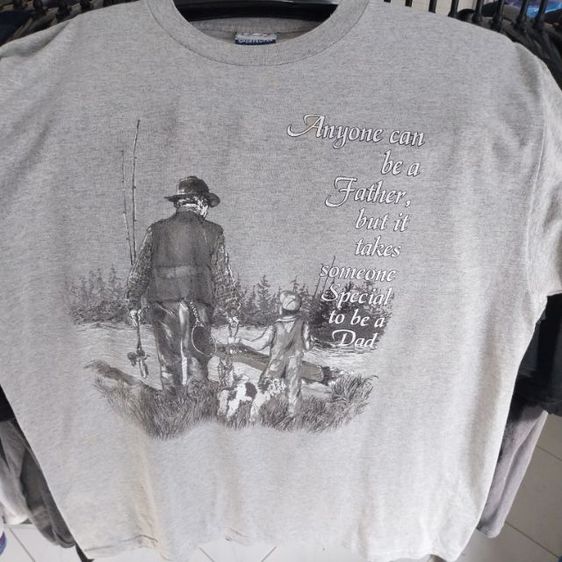 Anyone can
be a
Father,
but it
takes
someone
Special
to be a
Dad.